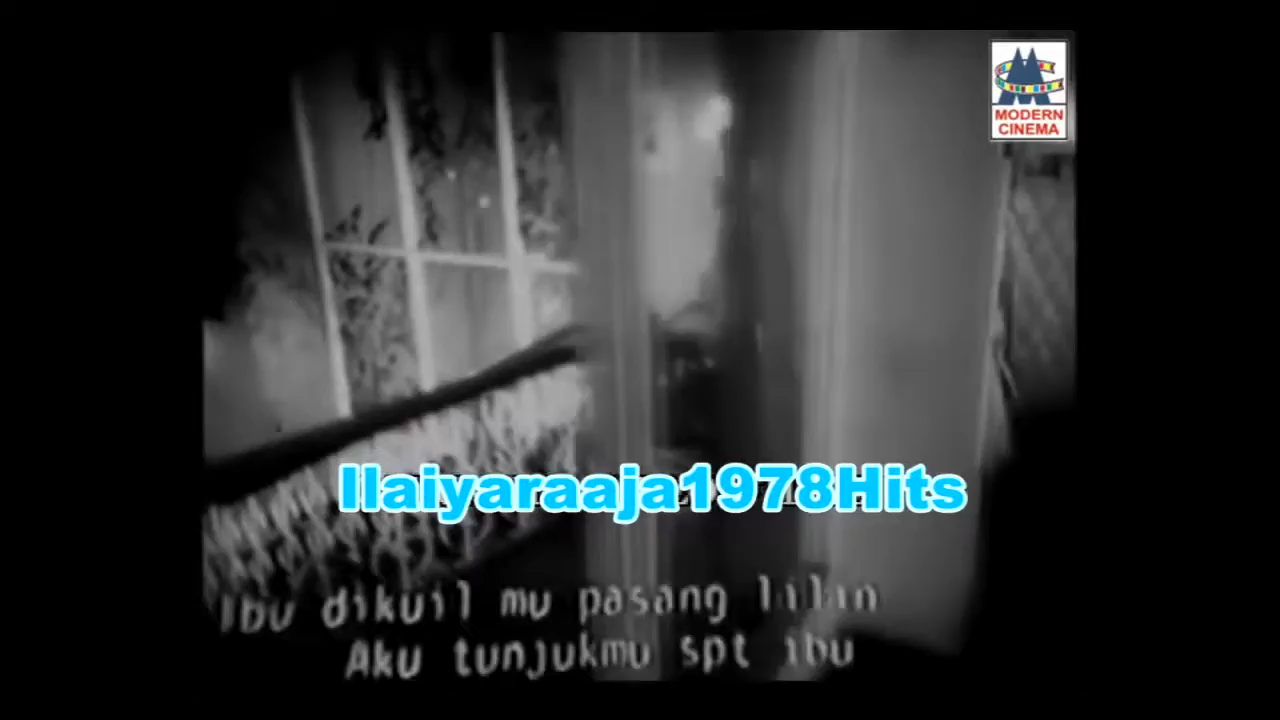 MODERN
CINEMA
Ilaiyaraaja1978Hits
Ibu dikuil mu pasang lilin
Aku tunjukmu spt ibu